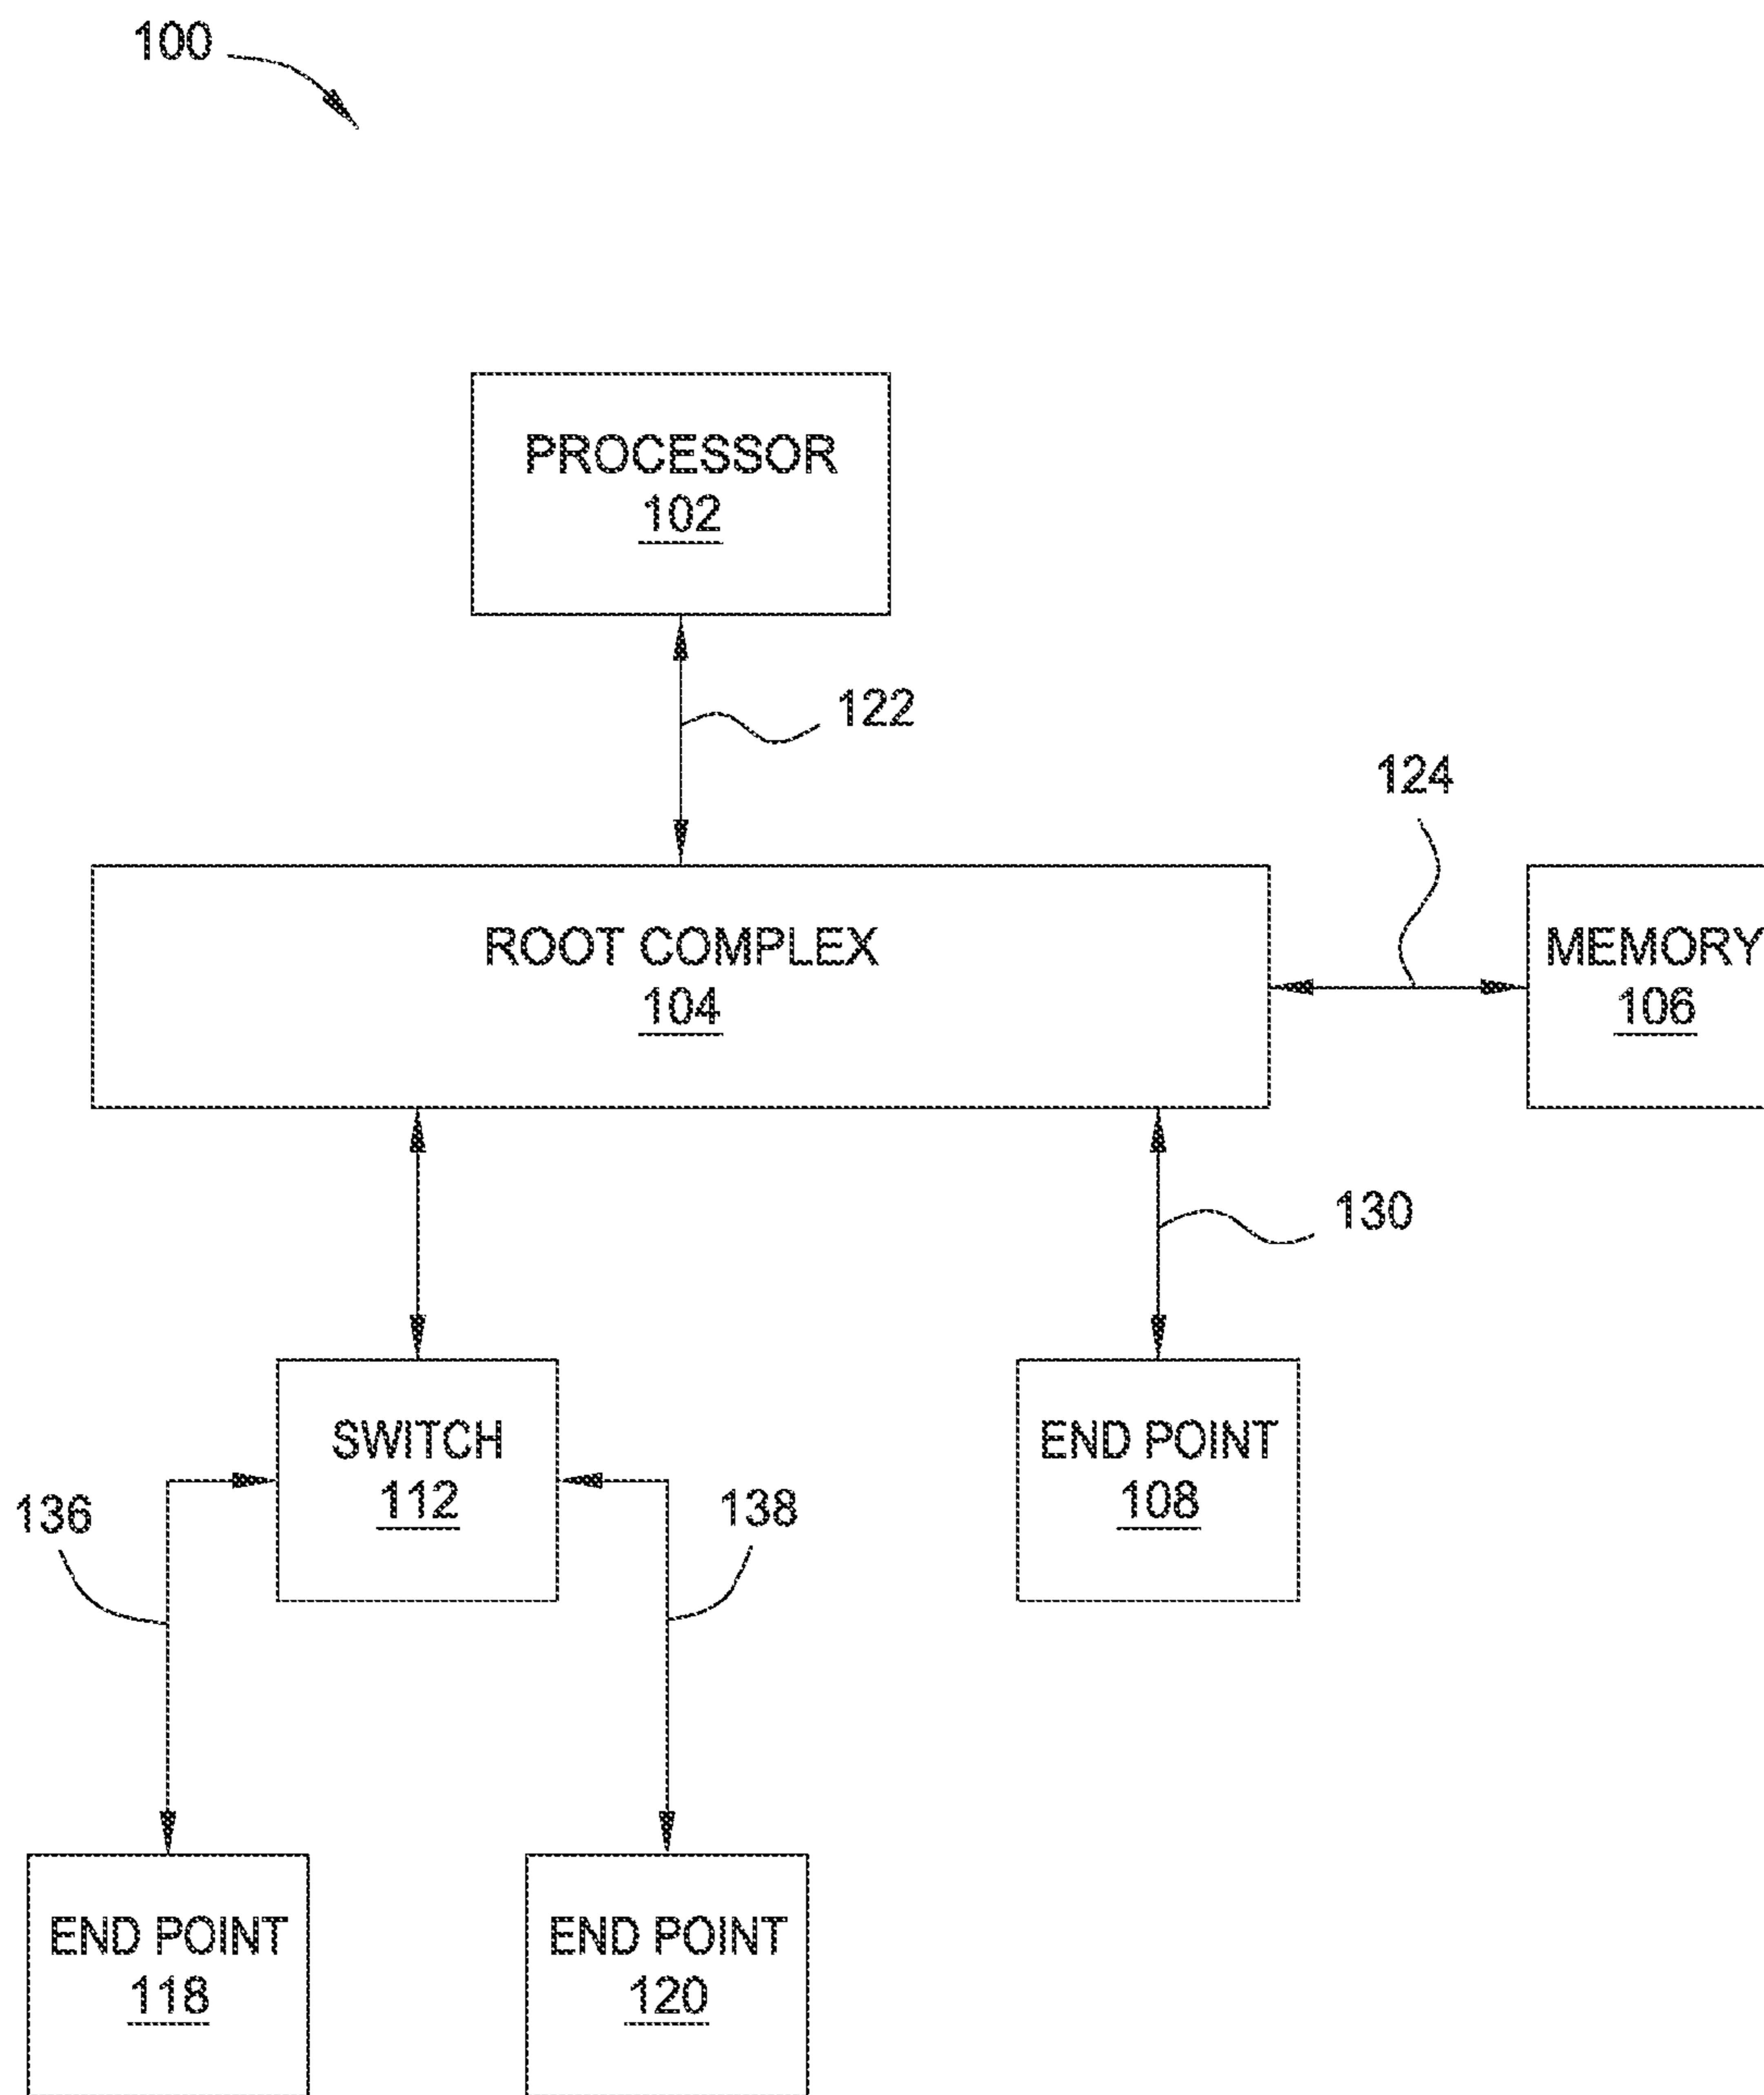 100
PROCESSOR
102
122
124
ROOT COMPLEX
104
MEMORY
106
130
SWITCH
112
END POINT
108
136
138
END POINT
118
END POINT
120